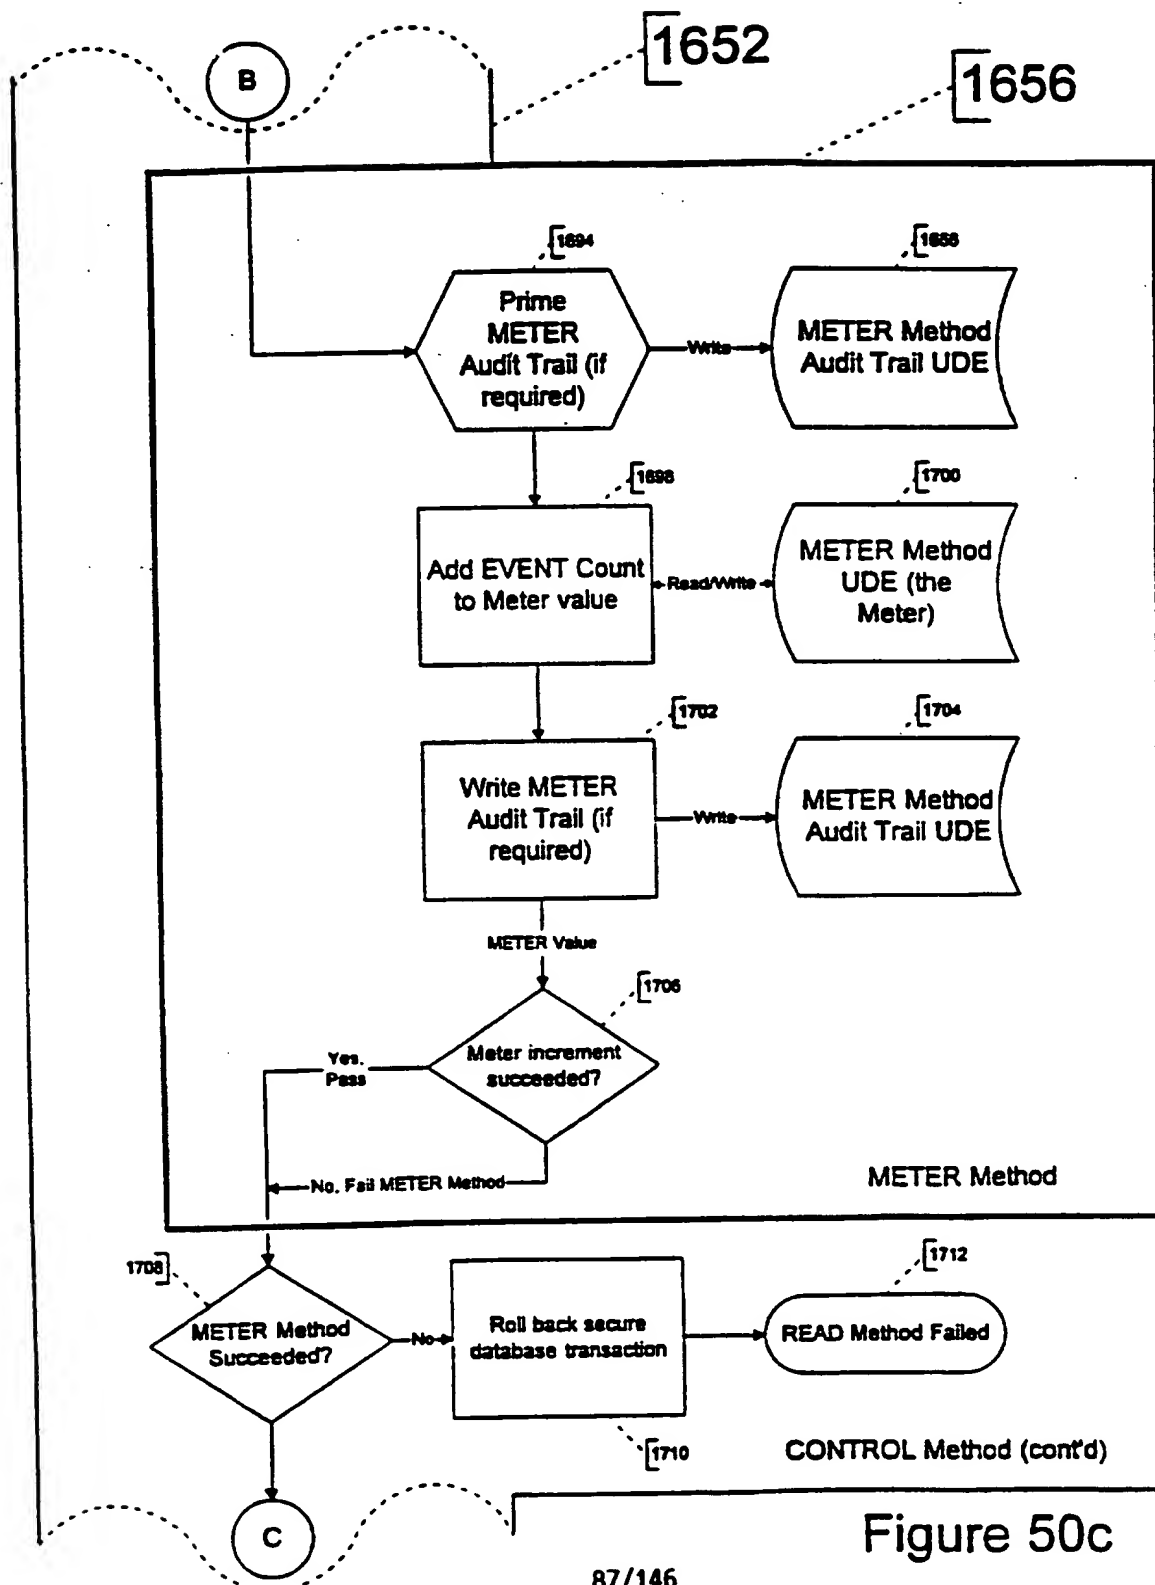 1652
1656
B
1694
Prime
METER
Audit Trail (if
required)
Write
METER Method
Audit Trail UDE
1698
Add EVENT Count
to Meter value
Read/Write
1700
METER Method
UDE (the
Meter)
1702
Write METER
Audit Trail (if
required)
Write
1704
METER Method
Audit Trail UDE
METER Value
1706
Meter increment
succeeded?
Yes.
Pass
No. Fail METER Method
METER Method
1708
METER Method
Succeeded?
No
Roll back secure
database transaction
1710
1712
READ Method Failed
CONTROL Method (cont'd)
C
Figure 50c
87/146